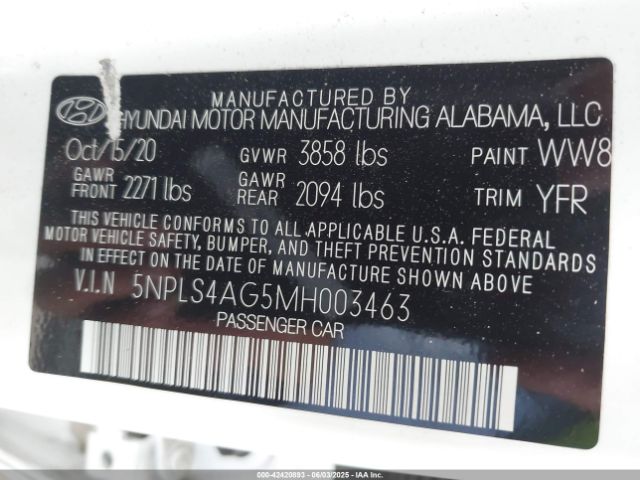 MANUFACTURED BY
HYUNDAI MOTOR MANUFACTURING ALABAMA, LLC
Oct/15/20 GVWR 3858 lbs PAINT WW8
GAWR FRONT 2271 lbs GAWR REAR 2094 lbs TRIM YFR
THIS VEHICLE CONFORMS TO ALL APPLICABLE U.S.A. FEDERAL
MOTOR VEHICLE SAFETY, BUMPER, AND THEFT PREVENTION STANDARDS
IN EFFECT ON THE DATE OF MANUFACTURE SHOWN ABOVE.
V.I.N 5NPLS4AG5MH003463
PASSENGER CAR
000-42420893 - 06/03/2025 - IAA Inc.